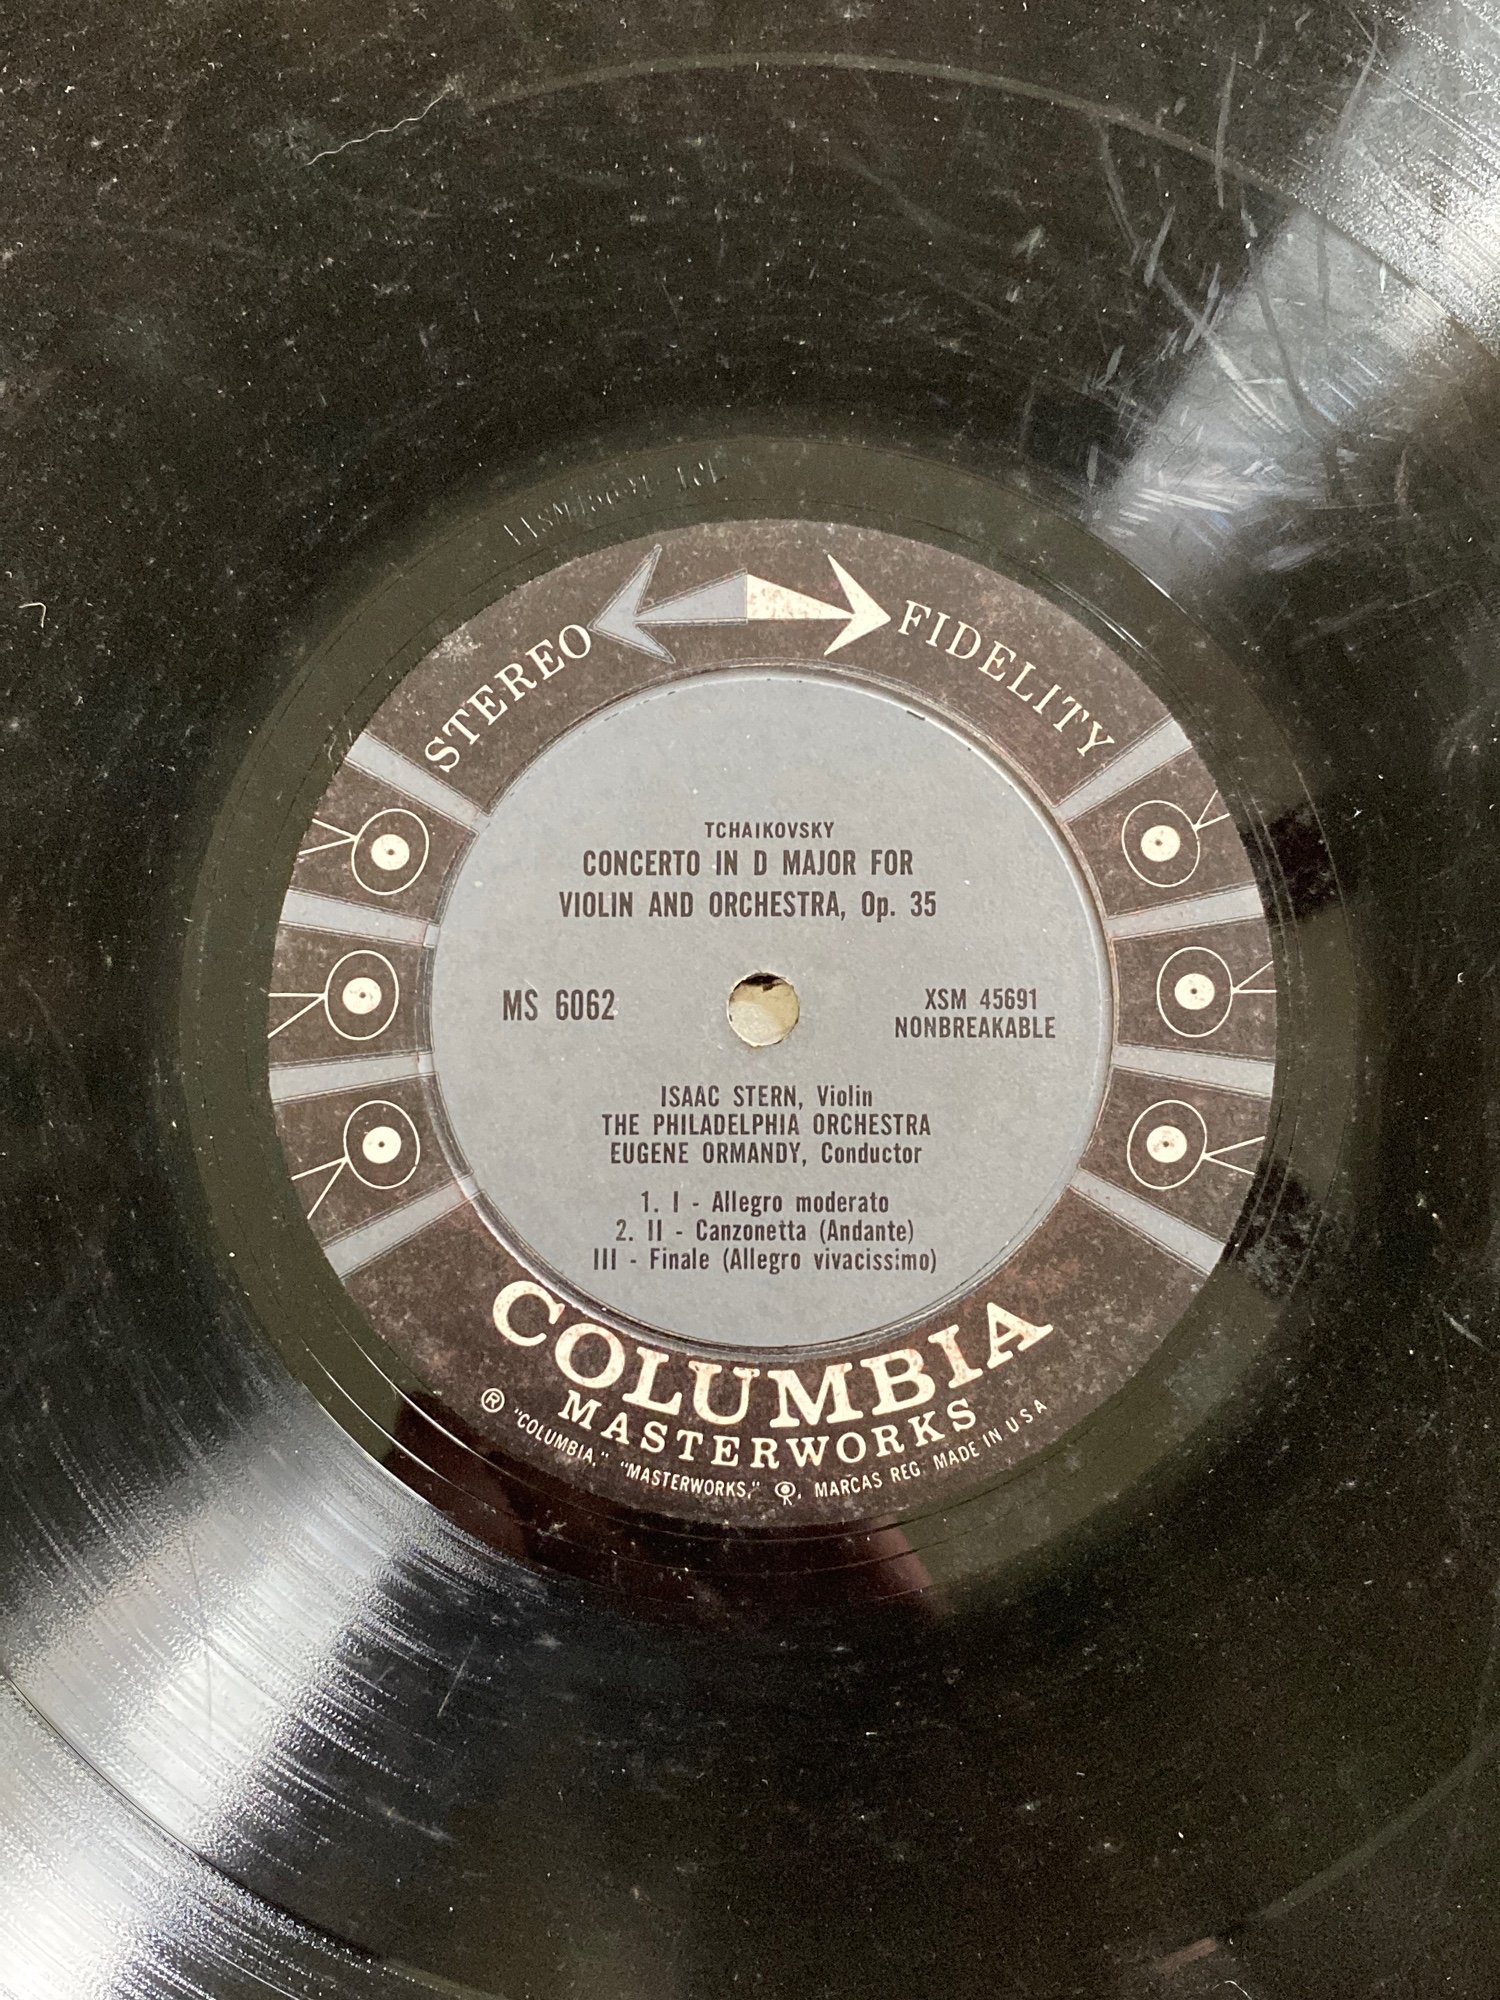 STEREO FIDELITY
TCHAIKOVSKY
CONCERTO IN D MAJOR FOR
VIOLIN AND ORCHESTRA, Op. 35
MS 6062
XSM 45691
NONBREAKABLE
ISAAC STERN, Violin
THE PHILADELPHIA ORCHESTRA
EUGENE ORMANDY, Conductor
1. I - Allegro moderato
2. II - Canzonetta (Andante)
III - Finale (Allegro vivacissimo)
COLUMBIA
MASTERWORKS
® "COLUMBIA," "MASTERWORKS," MARCAS REG. MADE IN U S A